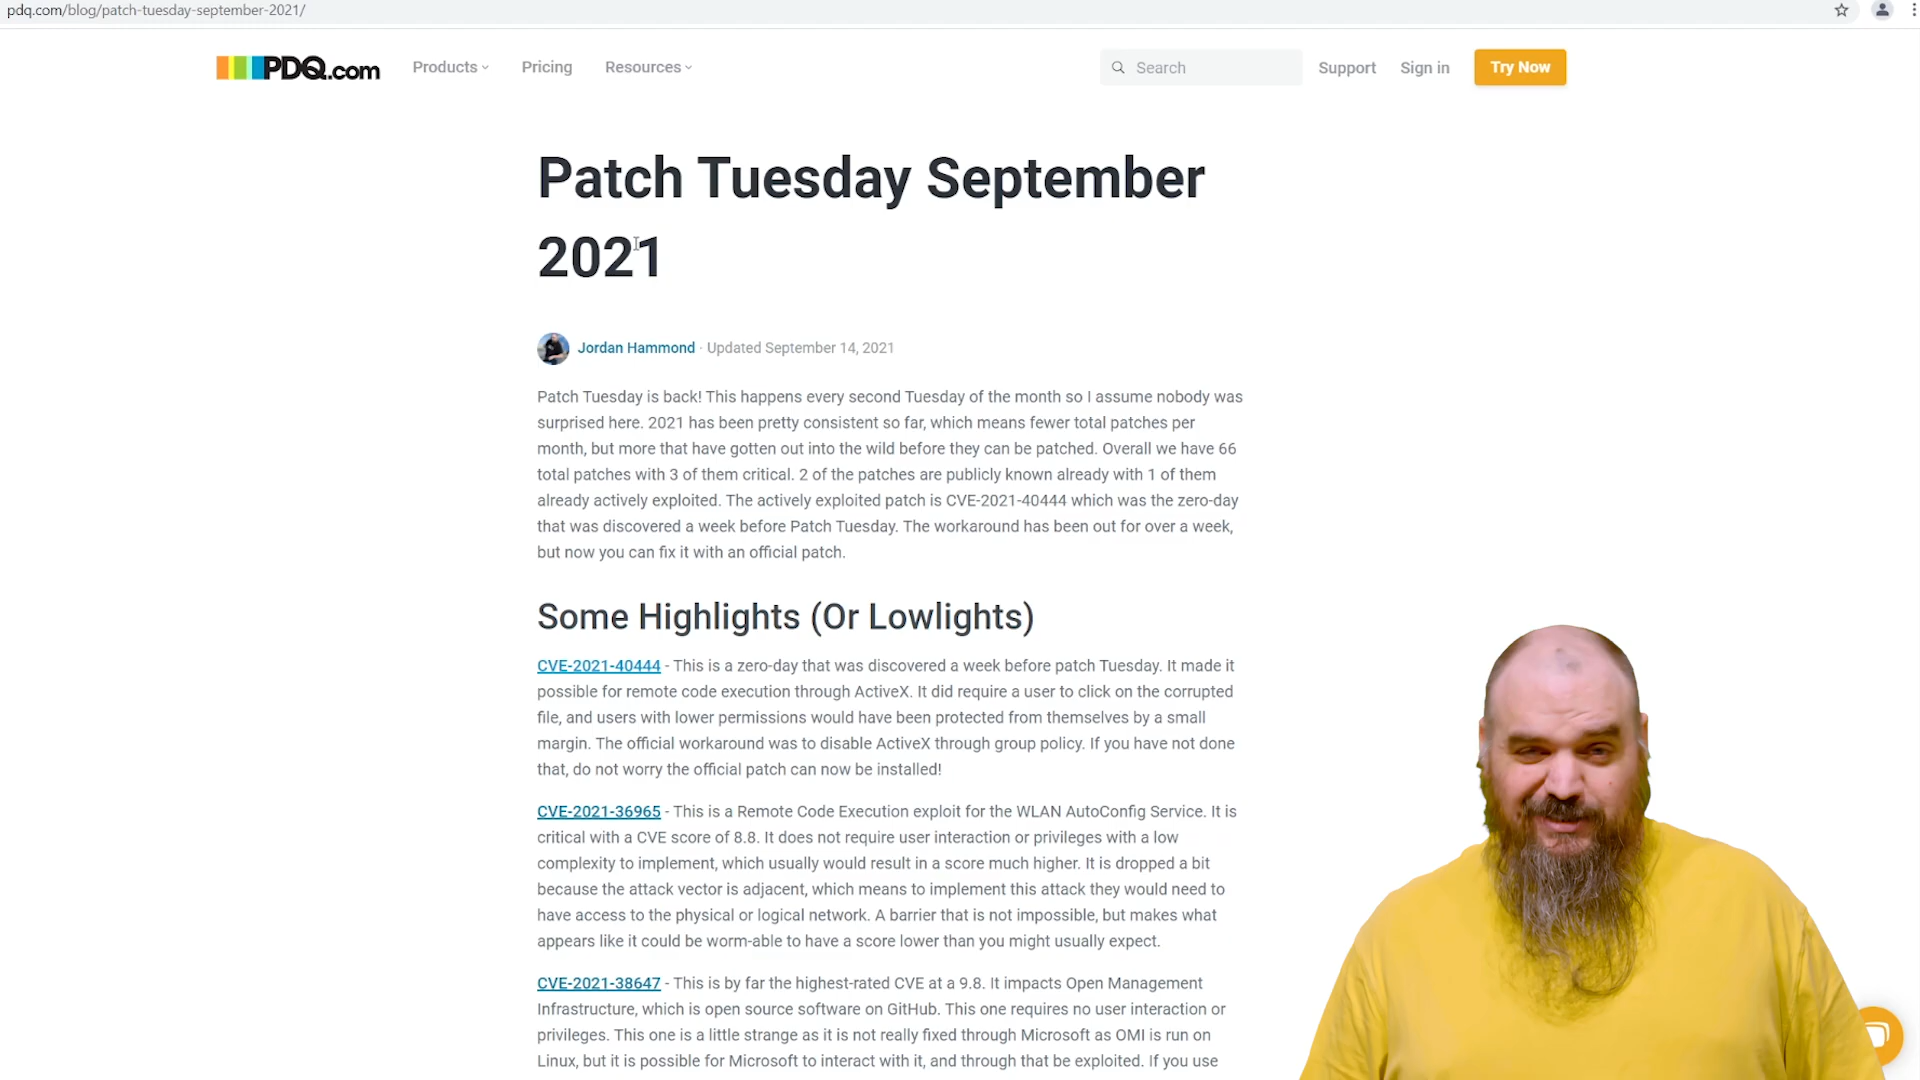 pdq.com/blog/patch-tuesday-september-2021/
PDQ.com
Products
Pricing
Resources
Search
Support
Sign in
Try Now
Patch Tuesday September
2021
Jordan Hammond · Updated September 14, 2021
Patch Tuesday is back! This happens every second Tuesday of the month so I assume nobody was
surprised here. 2021 has been pretty consistent so far, which means fewer total patches per
month, but more that have gotten out into the wild before they can be patched. Overall we have 66
total patches with 3 of them critical. 2 of the patches are publicly known already with 1 of them
already actively exploited. The actively exploited patch is CVE-2021-40444 which was the zero-day
that was discovered a week before Patch Tuesday. The workaround has been out for over a week,
but now you can fix it with an official patch.
Some Highlights (Or Lowlights)
CVE-2021-40444 - This is a zero-day that was discovered a week before patch Tuesday. It made it
possible for remote code execution through ActiveX. It did require a user to click on the corrupted
file, and users with lower permissions would have been protected from themselves by a small
margin. The official workaround was to disable ActiveX through group policy. If you have not done
that, do not worry the official patch can now be installed!
CVE-2021-36965 - This is a Remote Code Execution exploit for the WLAN AutoConfig Service. It is
critical with a CVE score of 8.8. It does not require user interaction or privileges with a low
complexity to implement, which usually would result in a score much higher. It is dropped a bit
because the attack vector is adjacent, which means to implement this attack they would need to
have access to the physical or logical network. A barrier that is not impossible, but makes what
appears like it could be worm-able to have a score lower than you might usually expect.
CVE-2021-38647 - This is by far the highest-rated CVE at a 9.8. It impacts Open Management
Infrastructure, which is open source software on GitHub. This one requires no user interaction or
privileges. This one is a little strange as it is not really fixed through Microsoft as OMI is run on
Linux, but it is possible for Microsoft to interact with it, and through that be exploited. If you use